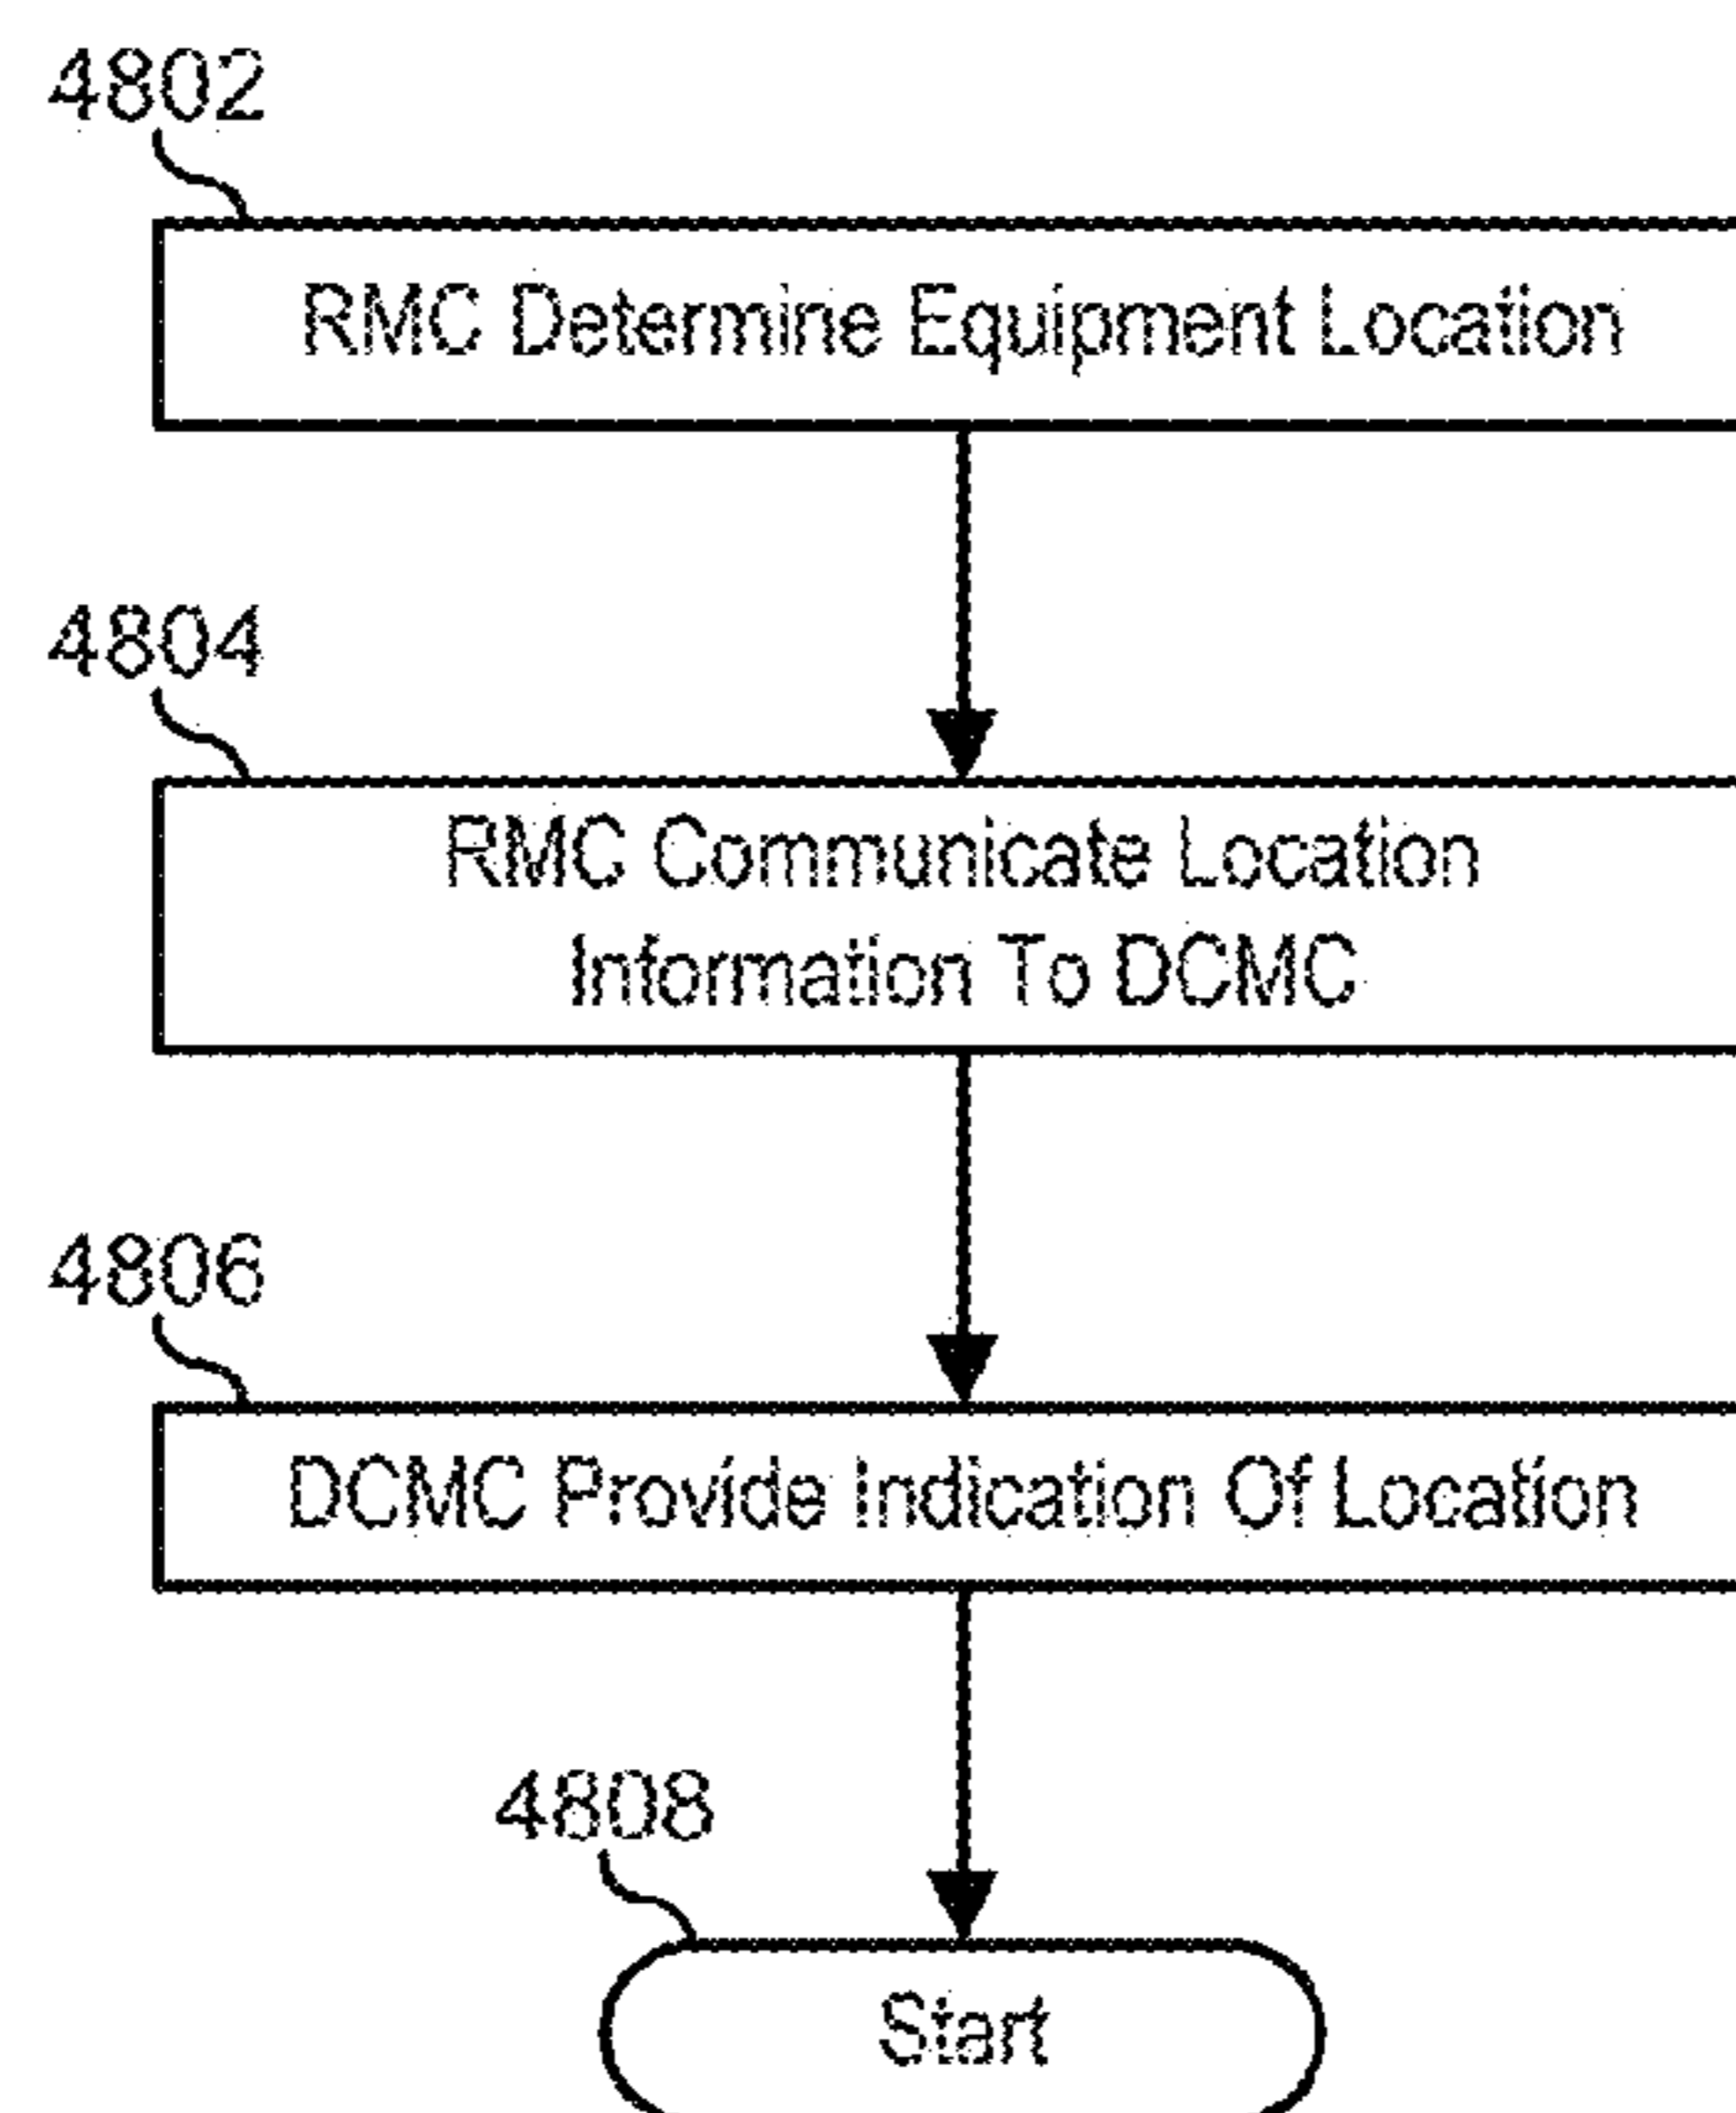 4802
RMC Determine Equipment Location
4804
RMC Communicate Location
Information To DCMC
4806
DCMC Provide Indication Of Location
4808
Start